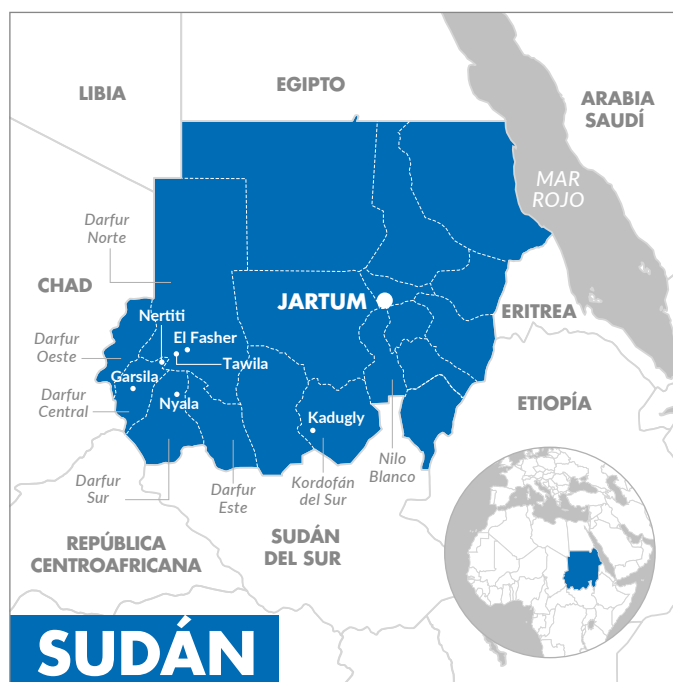 LIBIA
EGIPTO
ARABIA
SAUDÍ
MAR
ROJO
Darfur
Norte
CHAD
JARTUM
Nertiti
ERITREA
El Fasher
Darfur
Oeste
Tawila
Garsila
Darfur
Central
Nyala
ETIOPÍA
Kadugly
Nilo
Blanco
Darfur
Sur
Darfur
Este
Kordofán
del Sur
REPÚBLICA
CENTROAFRICANA
SUDÁN
DEL SUR
SUDÁN